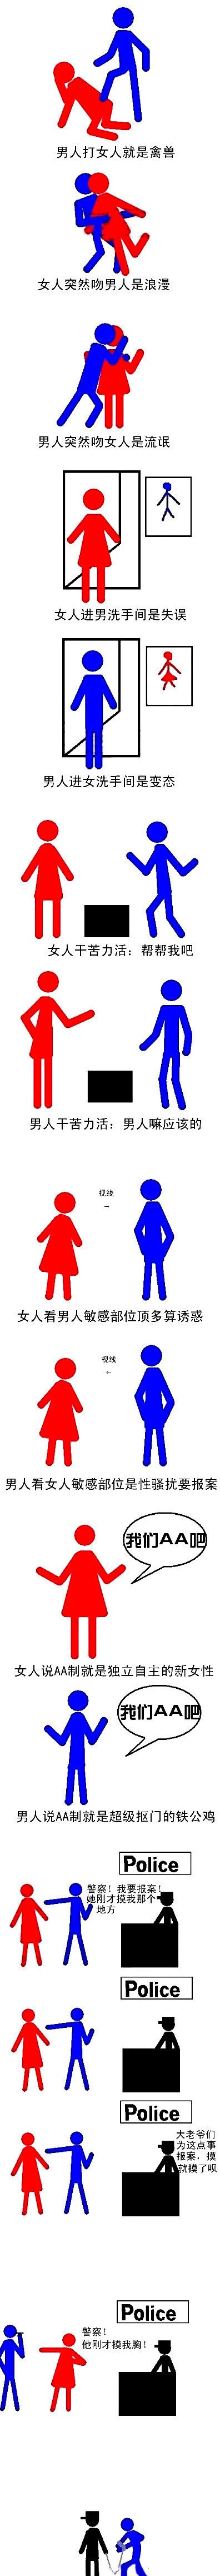 男人打女人就是禽兽
女人突然吻男人是浪漫
男人突然吻女人是流氓
女人进男洗手间是失误
男人进女洗手间是变态
女人干苦力活：帮帮我吧
男人干苦力活：男人嘛应该的
视线
→
女人看男人敏感部位顶多算诱惑
视线
←
男人看女人敏感部位是性骚扰要报案
我们AA吧
女人说AA制就是独立自主的新女性
我们AA吧
男人说AA制就是超级抠门的铁公鸡
Police
警察！我要报案！
她刚才摸我那个
地方
Police
Police
大老爷们
为这点事
报案，摸
就摸了呗
Police
警察！
他刚才摸我胸！